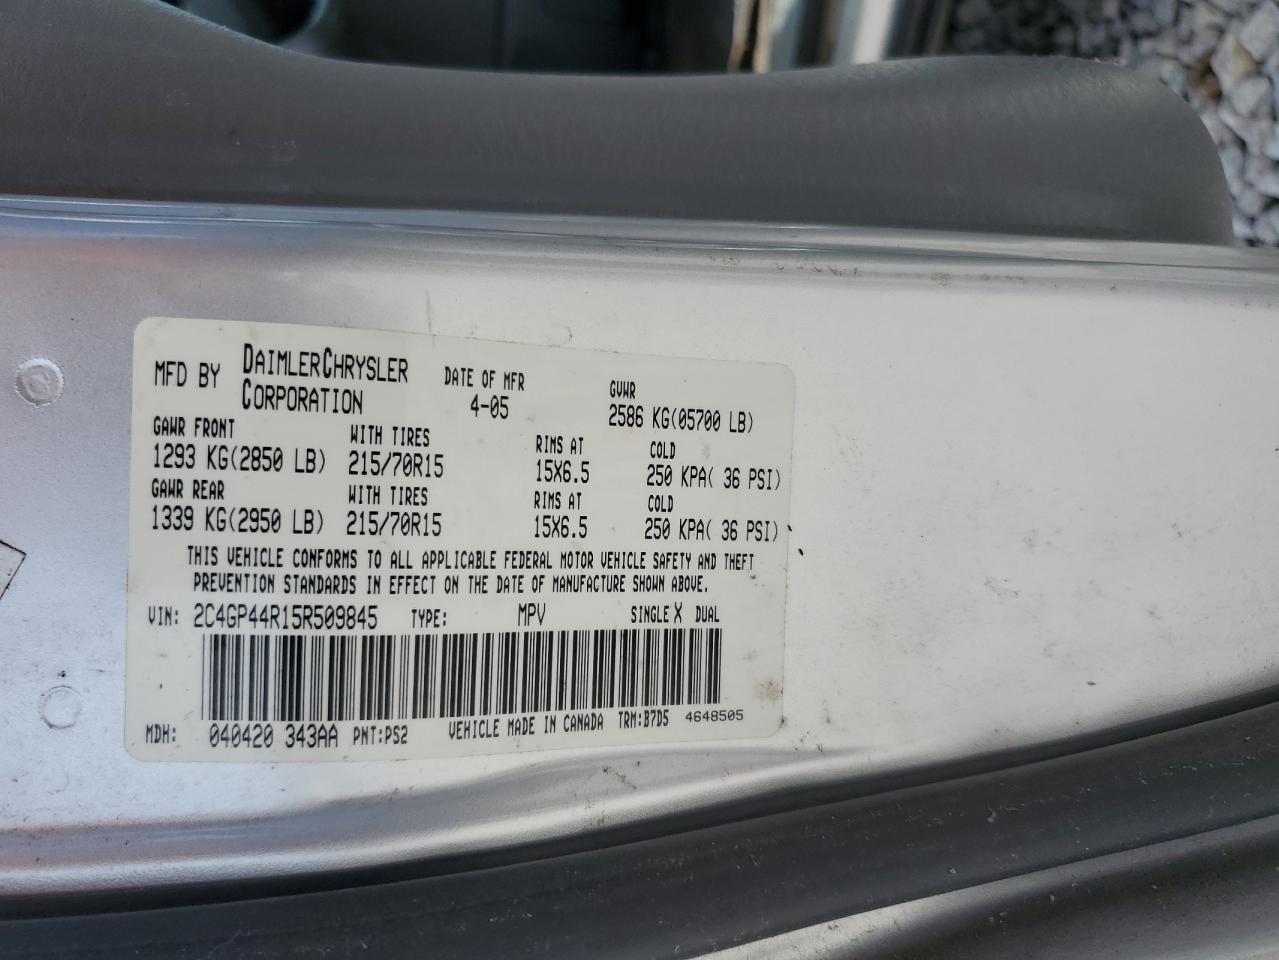 MFD BY DAIMLERCHRYSLER CORPORATION DATE OF MFR 4-05 GVWR 2586 KG(05700 LB)
GAWR FRONT WITH TIRES RIMS AT COLD
1293 KG(2850 LB) 215/70R15 15X6.5 250 KPA( 36 PSI)
GAWR REAR WITH TIRES RIMS AT COLD
1339 KG(2950 LB) 215/70R15 15X6.5 250 KPA( 36 PSI)
THIS VEHICLE CONFORMS TO ALL APPLICABLE FEDERAL MOTOR VEHICLE SAFETY AND THEFT
PREVENTION STANDARDS IN EFFECT ON THE DATE OF MANUFACTURE SHOWN ABOVE.
VIN: 2C4GP44R15R509845 TYPE: MPV SINGLE X DUAL
MDH: 040420 343AA PNT:PS2 VEHICLE MADE IN CANADA TRM:B7D5 4648505